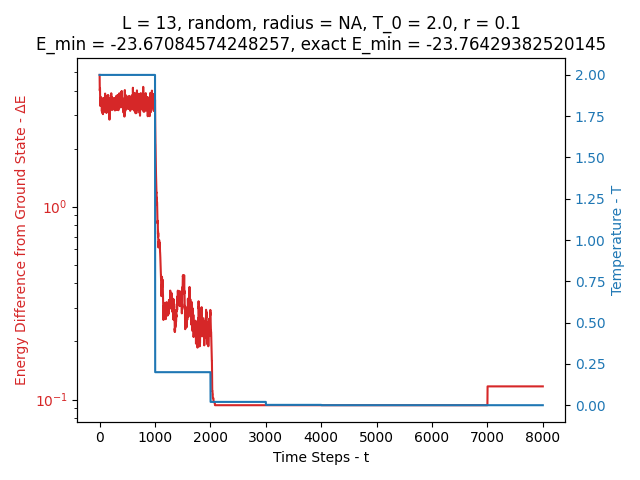 L = 13, random, radius = NA, T_0 = 2.0, r = 0.1
E_min = -23.67084574248257, exact E_min = -23.76429382520145
Energy Difference from Ground State - ΔE
10⁰
10⁻¹
2.00
1.75
1.50
1.25
1.00
0.75
0.50
0.25
0.00
Temperature - T
0 1000 2000 3000 4000 5000 6000 7000 8000
Time Steps - t